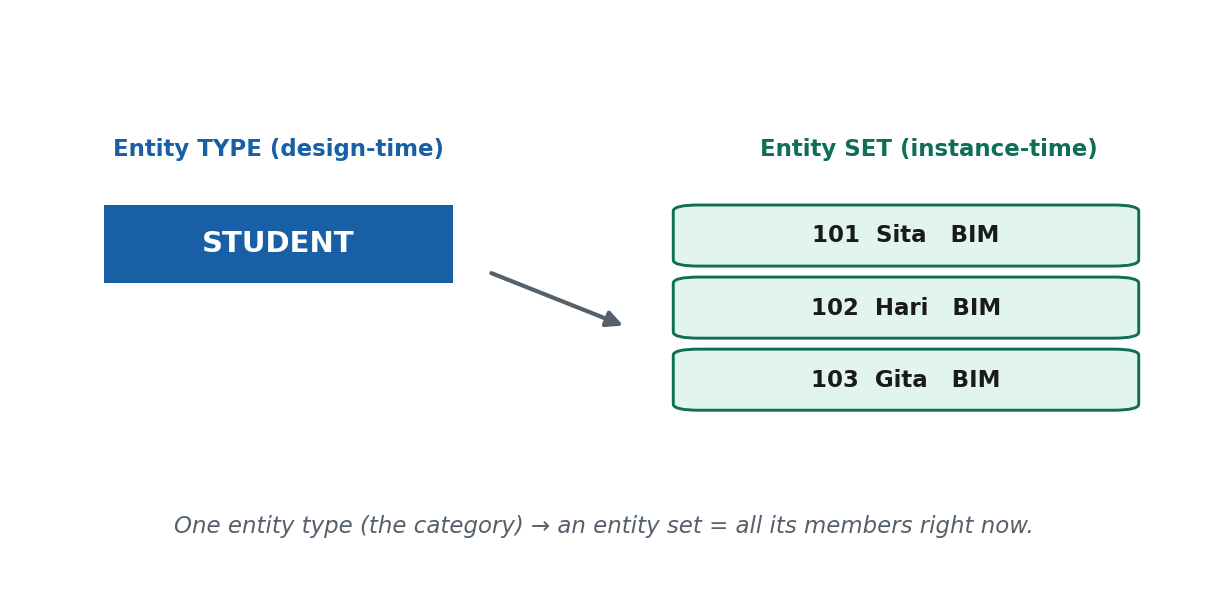 Entity TYPE (design-time)
STUDENT
Entity SET (instance-time)
101  Sita   BIM
102  Hari   BIM
103  Gita   BIM
One entity type (the category) → an entity set = all its members right now.